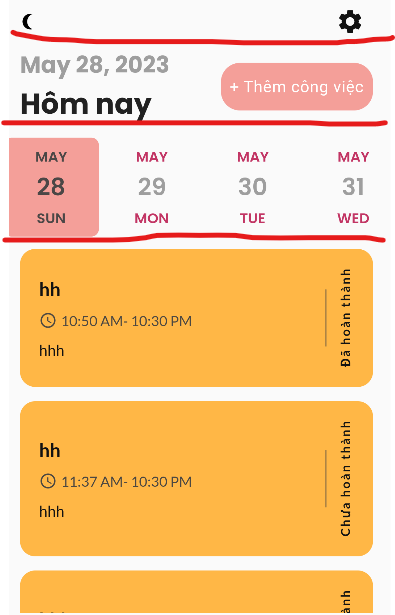 May 28, 2023
Hôm nay
+ Thêm công việc
MAY MAY MAY MAY
28 29 30 31
SUN MON TUE WED
hh
10:50 AM- 10:30 PM
hhh
Đã hoàn thành
hh
11:37 AM- 10:30 PM
hhh
Chưa hoàn thành